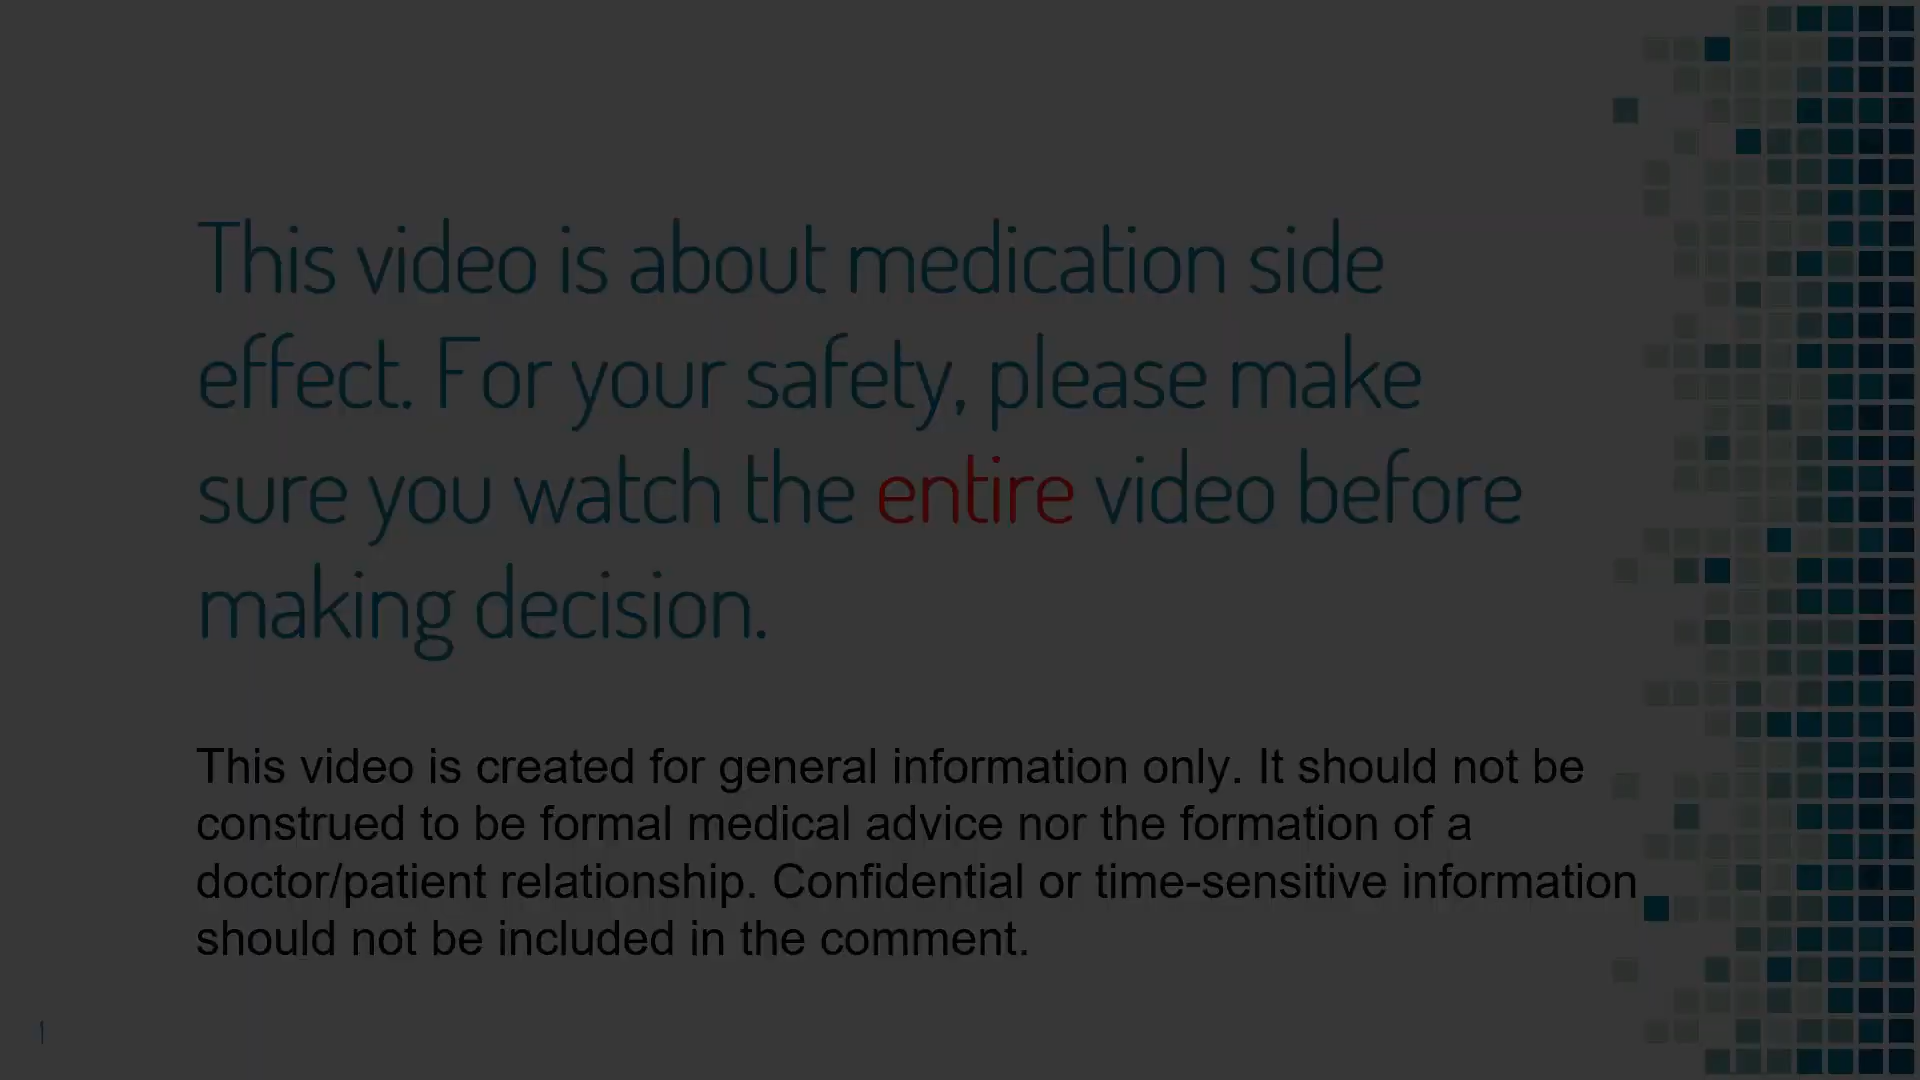 This video is about medication side
effect. For your safety, please make
sure you watch the entire video before
making decision.
This video is created for general information only. It should not be
construed to be formal medical advice nor the formation of a
doctor/patient relationship. Confidential or time-sensitive information
should not be included in the comment.
1